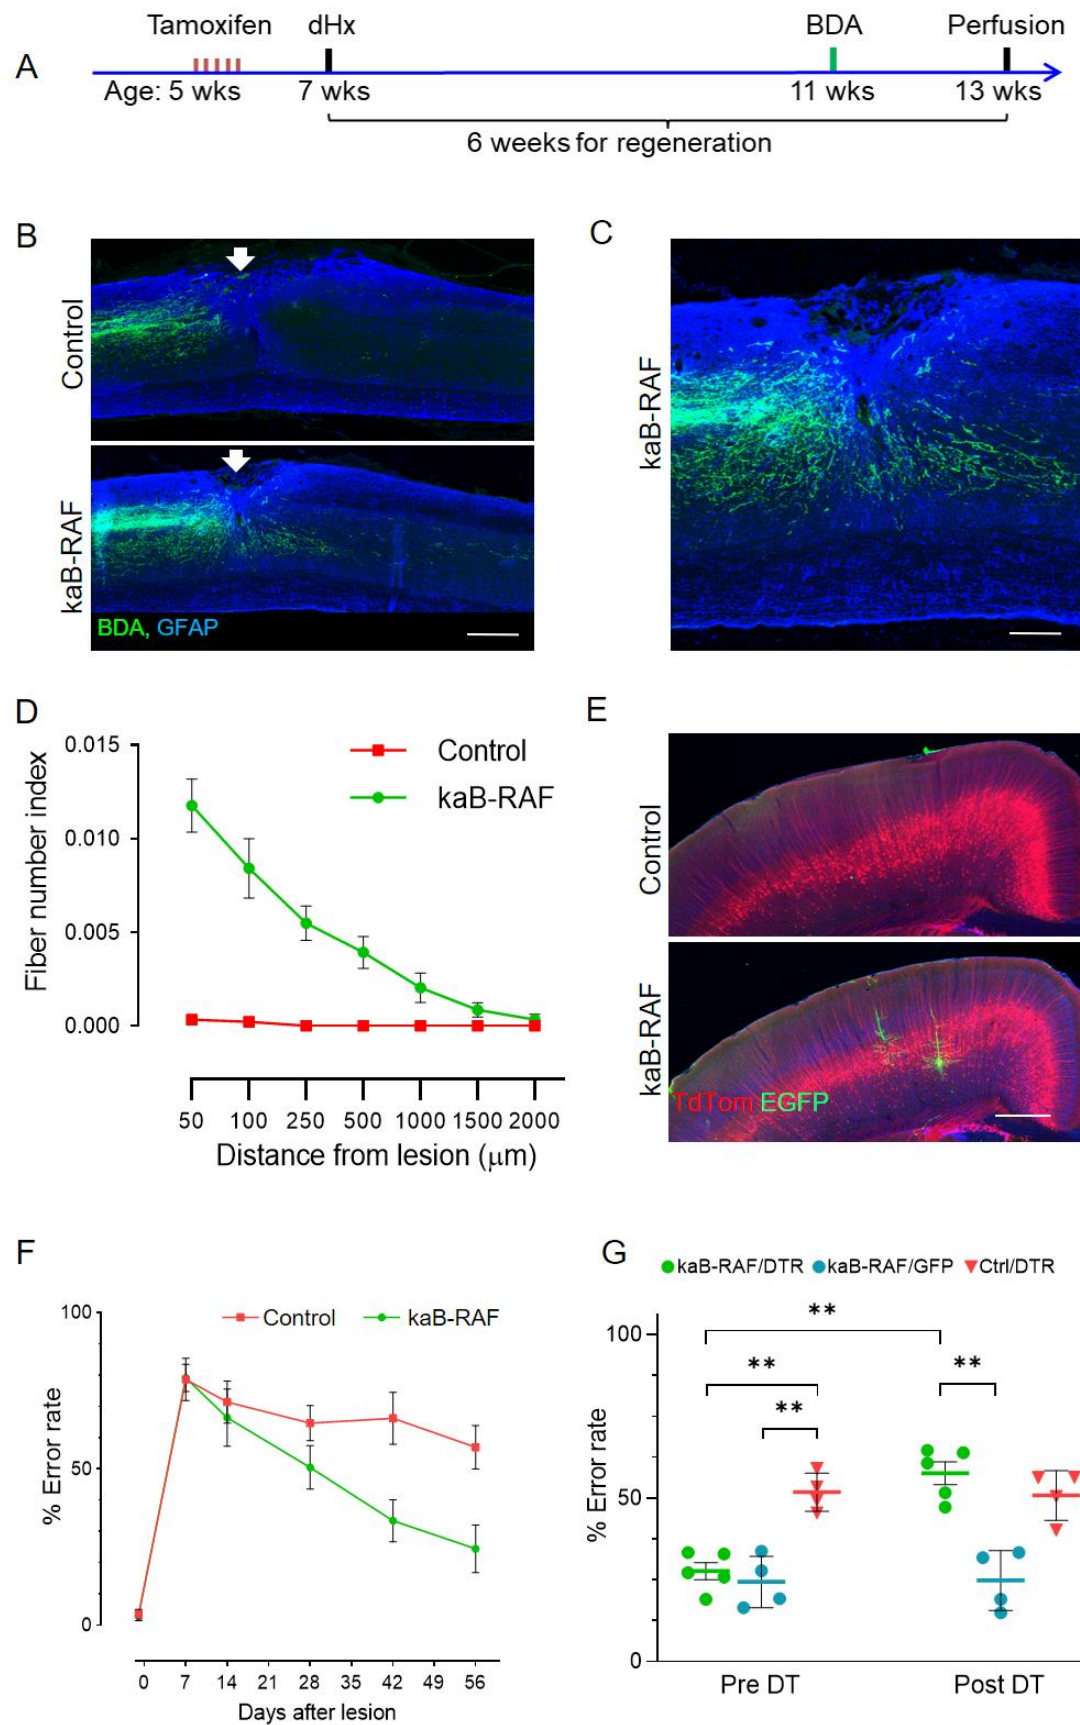 A
Tamoxifen dHx BDA Perfusion
Age: 5 wks 7 wks 11 wks 13 wks
6 weeks for regeneration
B
Control
kaB-RAF
BDA, GFAP
C
kaB-RAF
D
Fiber number index
0.015
0.010
0.005
0.000
Control
kaB-RAF
50 100 250 500 1000 1500 2000
Distance from lesion (μm)
E
Control
kaB-RAF
TdTom EGFP
F
% Error rate
100
50
0
Control kaB-RAF
0 7 14 21 28 35 42 49 56
Days after lesion
G
kaB-RAF/DTR kaB-RAF/GFP Ctrl/DTR
% Error rate
100
50
0
**
**
**
**
Pre DT Post DT